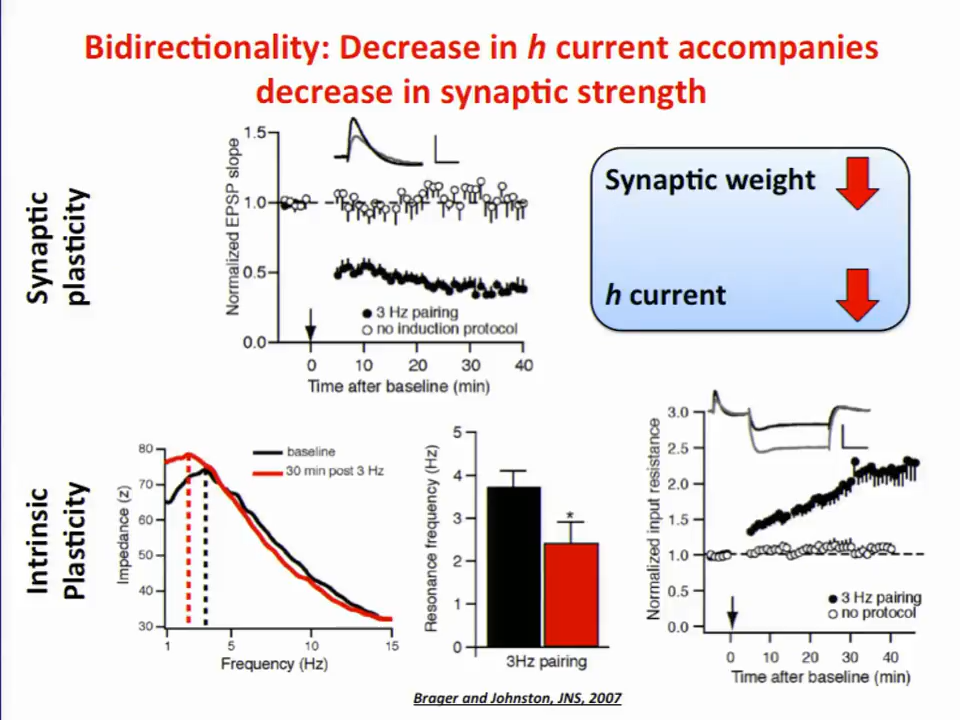 Bidirectionality: Decrease in h current accompanies
decrease in synaptic strength
Synaptic
plasticity
Normalized EPSP slope
1.5
1.0
0.5
0.0
3 Hz pairing
no induction protocol
0 10 20 30 40
Time after baseline (min)
Synaptic weight
h current
Intrinsic
Plasticity
Impedance (z)
80
70
60
50
40
30
baseline
30 min post 3 Hz
1 5 10 15
Frequency (Hz)
Resonance frequency (Hz)
5
4
3
2
1
0
*
3Hz pairing
Normalized input resistance
3.0
2.5
2.0
1.5
1.0
0.5
0.0
3 Hz pairing
no protocol
0 10 20 30 40
Time after baseline (min)
Brager and Johnston, JNS, 2007